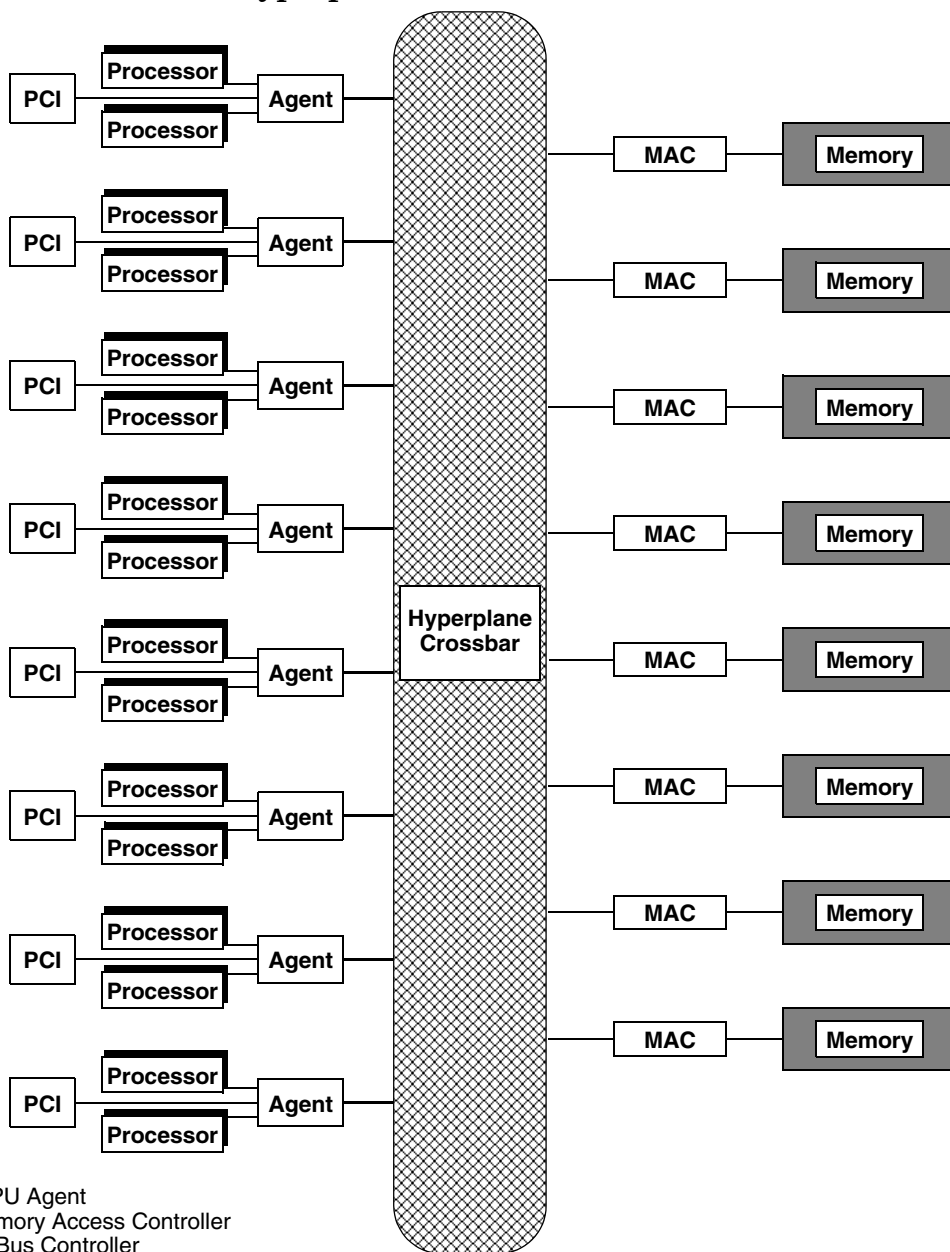 Processor
PCI
Agent
Processor
Processor
PCI
Agent
Processor
Processor
PCI
Agent
Processor
Processor
PCI
Agent
Processor
Processor
PCI
Agent
Processor
Processor
PCI
Agent
Processor
Processor
PCI
Agent
Processor
Processor
PCI
Agent
Processor
Hyperplane
Crossbar
MAC Memory
MAC Memory
MAC Memory
MAC Memory
MAC Memory
MAC Memory
MAC Memory
MAC Memory
PU Agent
mory Access Controller
Bus Controller